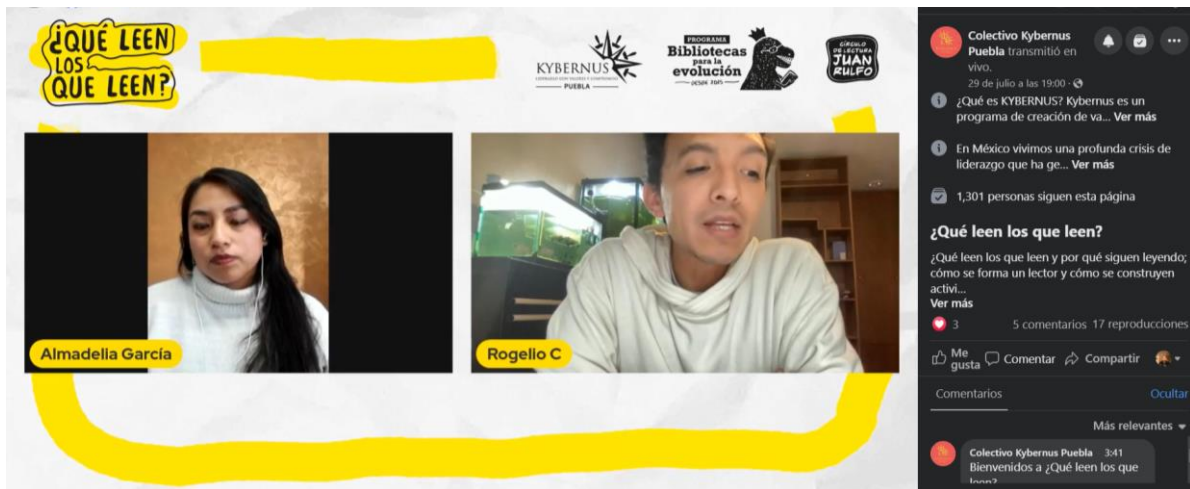 ¿QUÉ LEEN
LOS
QUE LEEN?
KYBERNUS
PUEBLA
PROGRAMA
Bibliotecas
para la
evolución
DESDE 2015
CÍRCULO
DE LECTURA
JUAN
RULFO
Almadelia García
Rogelio C
Colectivo Kybernus
Puebla transmitió en
vivo.
29 de julio a las 19:00 ·
¿Qué es KYBERNUS? Kybernus es un
programa de creación de va... Ver más
En México vivimos una profunda crisis de
liderazgo que ha ge... Ver más
1,301 personas siguen esta página
¿Qué leen los que leen?
¿Qué leen los que leen y por qué siguen leyendo;
cómo se forma un lector y cómo se construyen
activi...
Ver más
3
5 comentarios 17 reproducciones
Me
gusta
Comentar
Compartir
Comentarios
Ocultar
Más relevantes
Colectivo Kybernus Puebla 3:41
Bienvenidos a ¿Qué leen los que
leen?